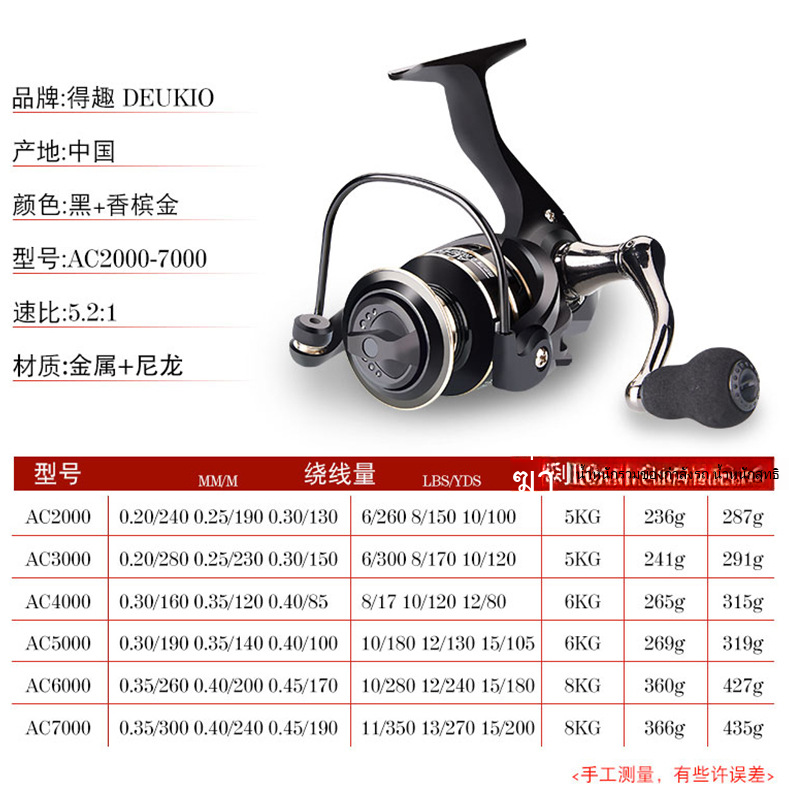 品牌:得趣 DEUKIO
产地:中国
颜色:黑+香槟金
型号:AC2000-7000
速比:5.2:1
材质:金属+尼龙
型号 MM/M 绕线量 LBS/YDS ฆ่า
AC2000 0.20/240 0.25/190 0.30/130 6/260 8/150 10/100 5KG 236g 287g
AC3000 0.20/280 0.25/230 0.30/150 6/300 8/170 10/120 5KG 241g 291g
AC4000 0.30/160 0.35/120 0.40/85 8/17 10/120 12/80 6KG 265g 315g
AC5000 0.30/190 0.35/140 0.40/100 10/180 12/130 15/105 6KG 269g 319g
AC6000 0.35/260 0.40/200 0.45/170 10/280 12/240 15/180 8KG 360g 427g
AC7000 0.35/300 0.40/240 0.45/190 11/350 13/270 15/200 8KG 366g 435g
<手工测量，有些许误差>